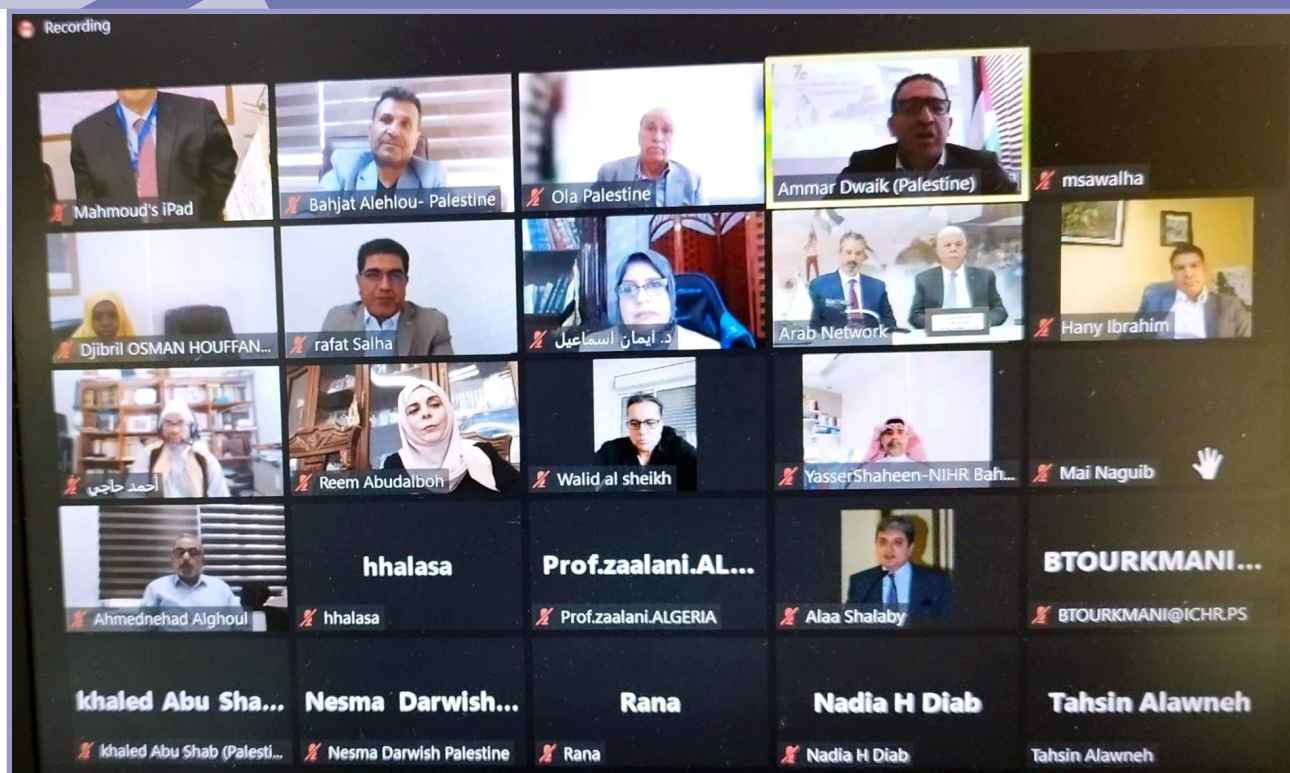 Recording
Mahmoud's iPad
Bahjat Alehlou- Palestine
Ola Palestine
Ammar Dwaik (Palestine)
msawalha
Djibril OSMAN HOUFFAN...
rafat Salha
د. ايمان اسماعيل
Arab Network
Hany Ibrahim
أحمد حاجي
Reem Abudalboh
Walid al sheikh
YasserShaheen-NIHR Bah...
Mai Naguib
Ahmednehad Alghoul
hhalasa
hhalasa
Prof.zaalani.AL...
Prof.zaalani.ALGERIA
Alaa Shalaby
BTOURKMANI...
BTOURKMANI@ICHR.PS
khaled Abu Sha...
khaled Abu Shab (Palesti...
Nesma Darwish...
Nesma Darwish Palestine
Rana
Rana
Nadia H Diab
Nadia H Diab
Tahsin Alawneh
Tahsin Alawneh